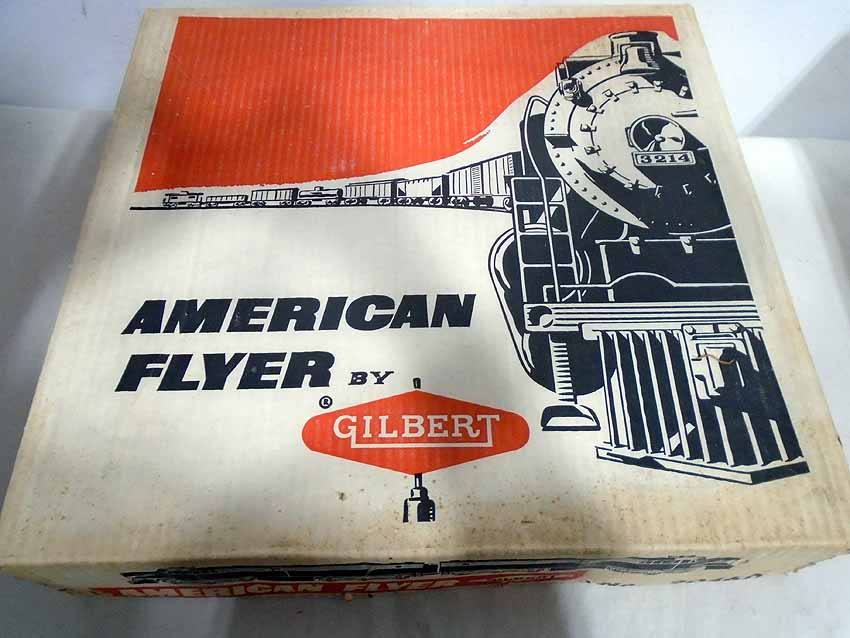 3214
AMERICAN
FLYER BY
® GILBERT
AMERICAN FLYER